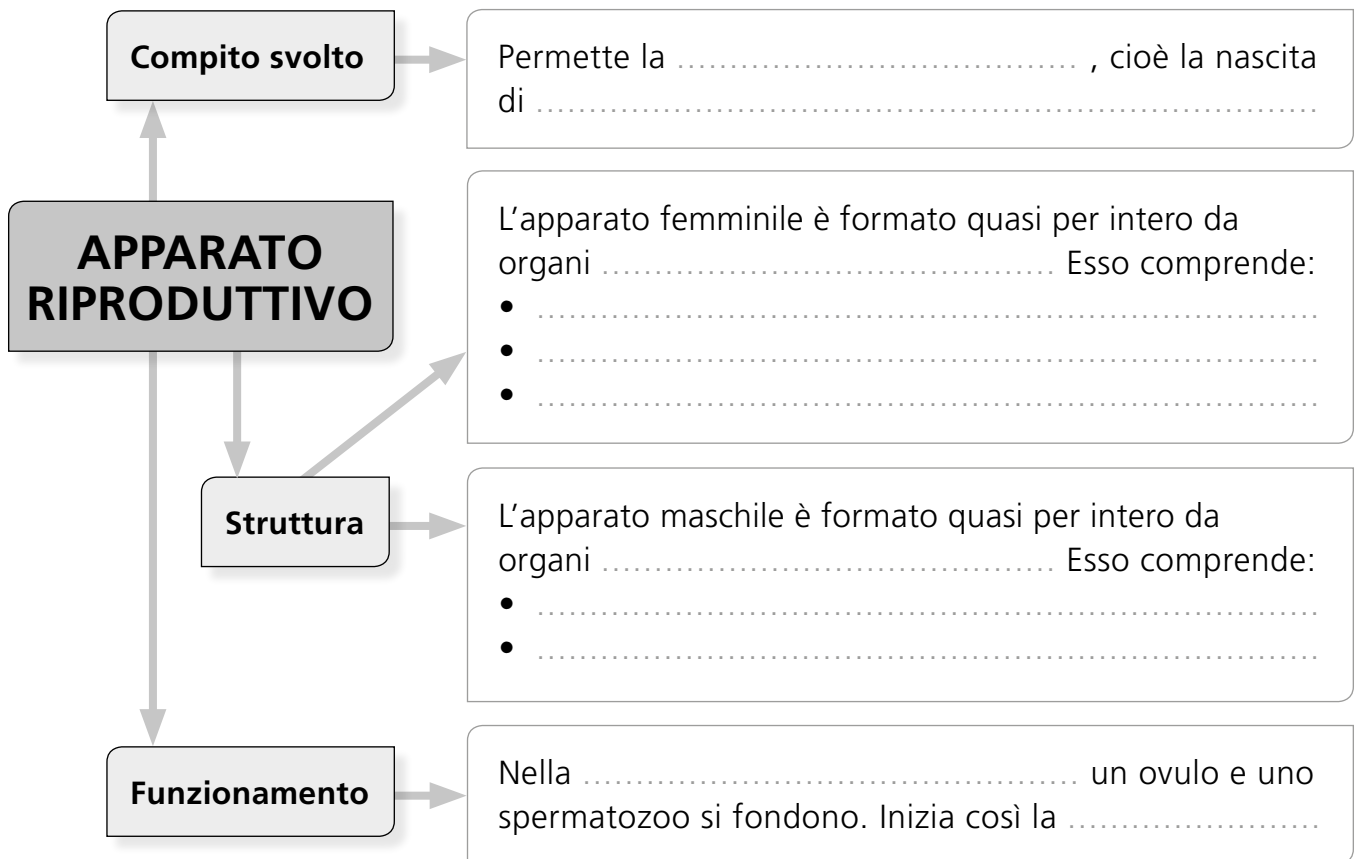 Compito svolto
Permette la ...................................... , cioè la nascita
di ..........................................................................
APPARATO
RIPRODUTTIVO
L'apparato femminile è formato quasi per intero da
organi ........................................... Esso comprende:
• ..........................................................................
• ..........................................................................
• ..........................................................................
Struttura
L'apparato maschile è formato quasi per intero da
organi ........................................... Esso comprende:
• ..........................................................................
• ..........................................................................
Funzionamento
Nella ............................................... un ovulo e uno
spermatozoo si fondono. Inizia così la ........................